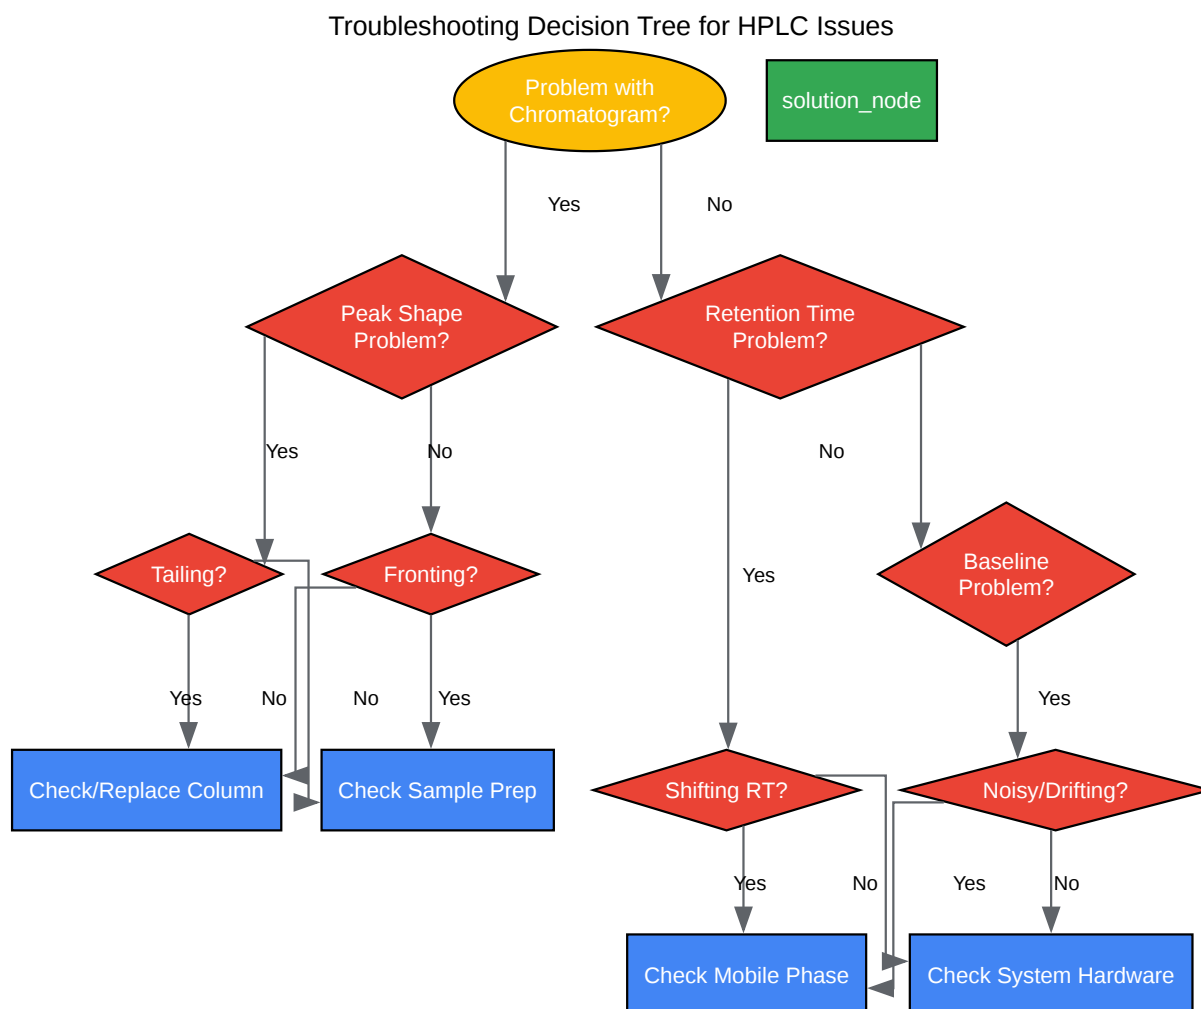 Troubleshooting Decision Tree for HPLC Issues
Problem with
Chromatogram?
solution_node
Yes
No
Peak Shape
Problem?
Retention Time
Problem?
Yes
No
No
Tailing?
Fronting?
Yes
Baseline
Problem?
Yes
No
No
Yes
Yes
Check/Replace Column
Check Sample Prep
Shifting RT?
Noisy/Drifting?
Yes
No
Yes
No
Check Mobile Phase
Check System Hardware